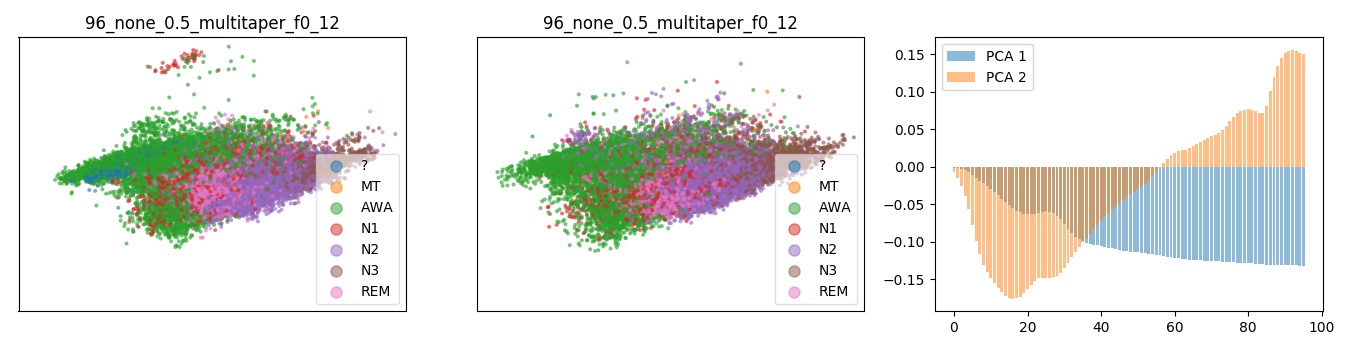 96_none_0.5_multitaper_f0_12
?
MT
AWA
N1
N2
N3
REM
96_none_0.5_multitaper_f0_12
?
MT
AWA
N1
N2
N3
REM
PCA 1
PCA 2
0.15
0.10
0.05
0.00
−0.05
−0.10
−0.15
0 20 40 60 80 100